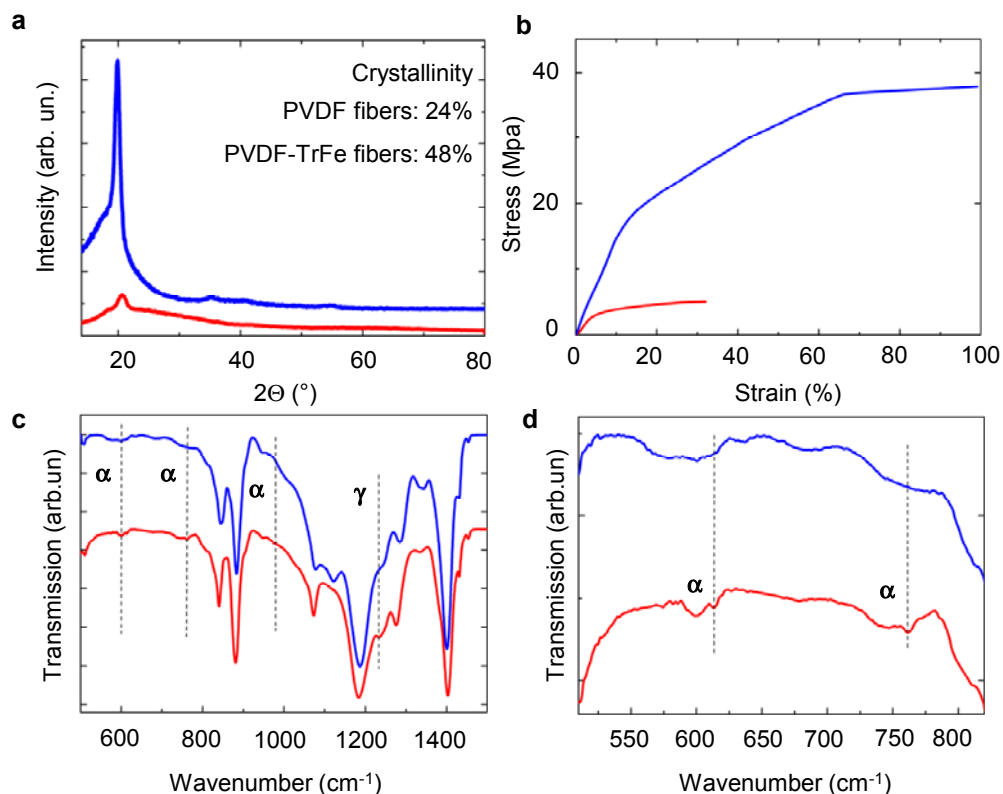 a
Intensity (arb. un.)
Crystallinity
PVDF fibers: 24%
PVDF-TrFe fibers: 48%
20
40
60
80
2Θ (°)
b
Stress (Mpa)
40
20
0
0
20
40
60
80
100
Strain (%)
c
Transmission (arb.un)
α
α
α
γ
600
800
1000
1200
1400
Wavenumber (cm⁻¹)
d
Transmission (arb.un)
α
α
550
600
650
700
750
800
Wavenumber (cm⁻¹)